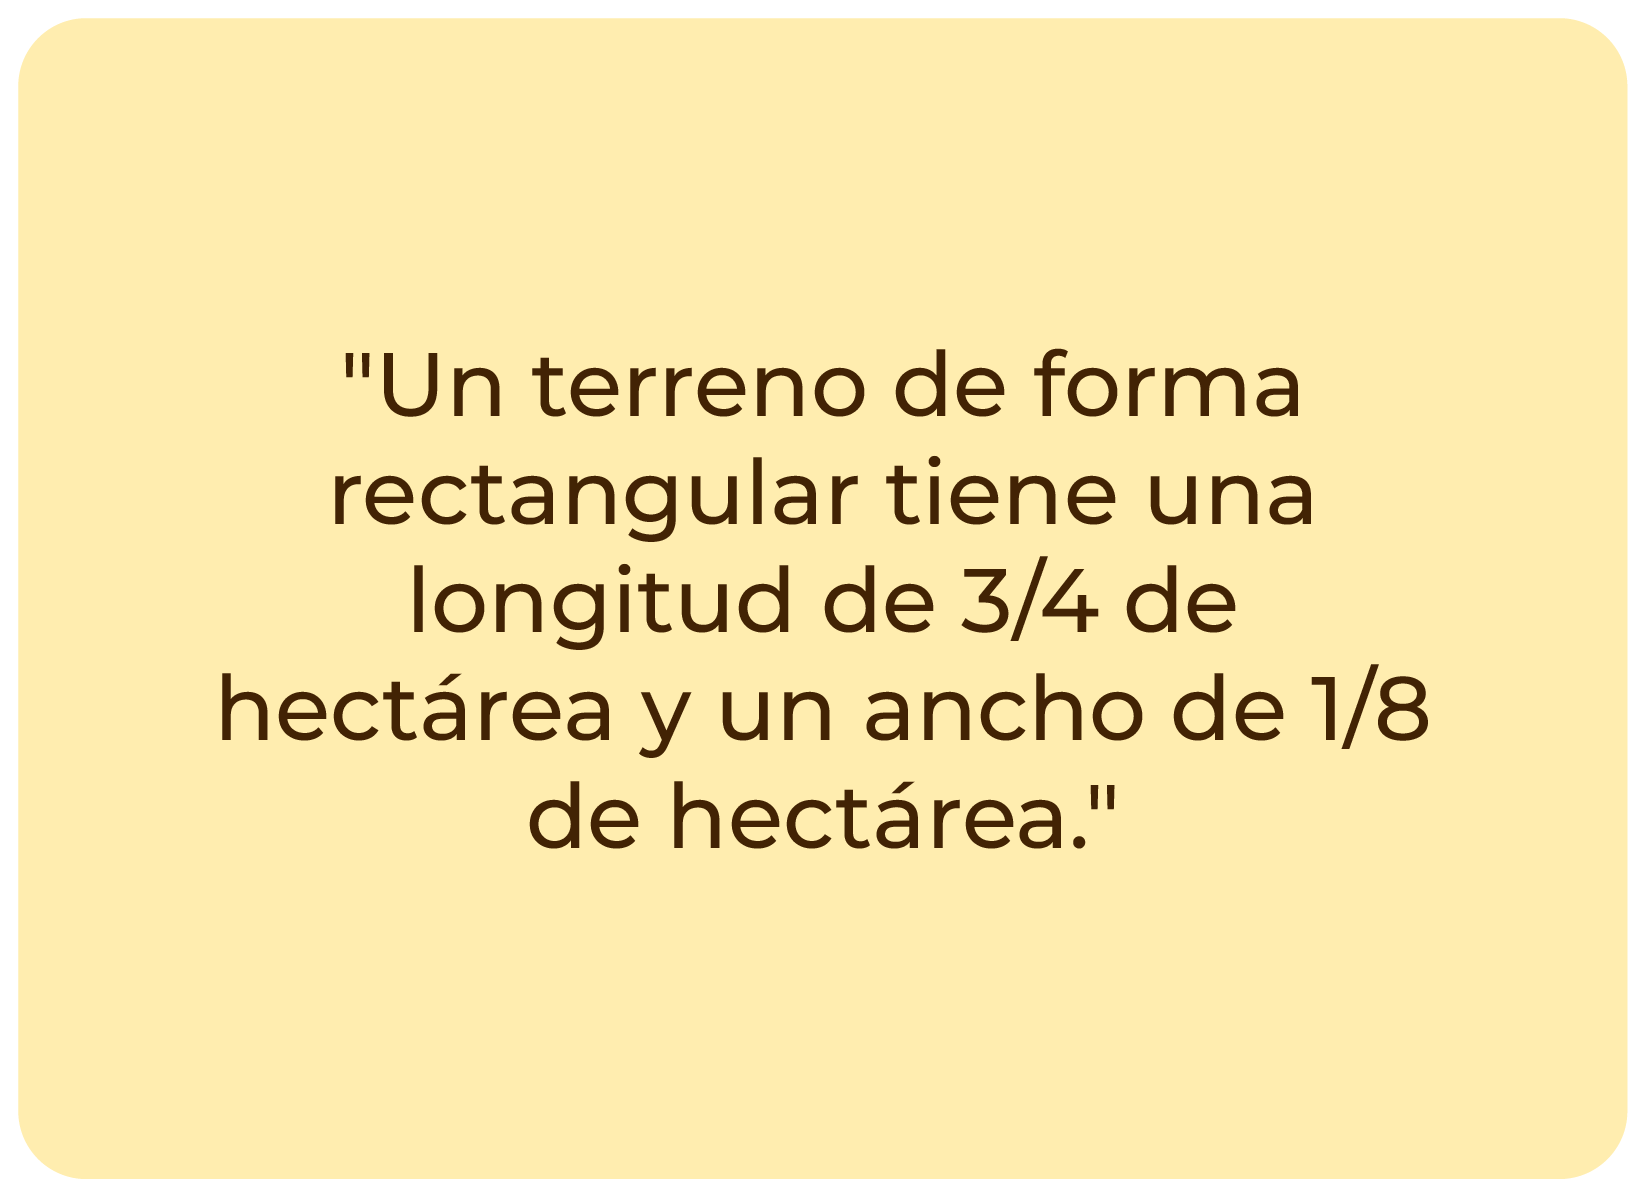 "Un terreno de forma
rectangular tiene una
longitud de 3/4 de
hectárea y un ancho de 1/8
de hectárea."